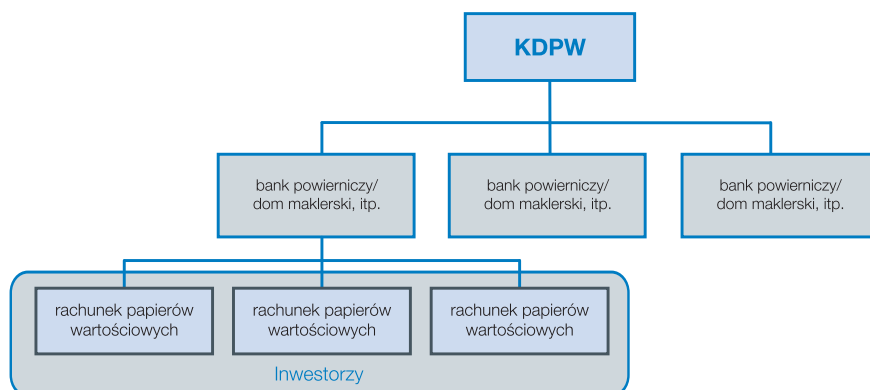 KDPW
bank powierniczy/
dom maklerski, itp.
bank powierniczy/
dom maklerski, itp.
bank powierniczy/
dom maklerski, itp.
rachunek papierów
wartościowych
rachunek papierów
wartościowych
rachunek papierów
wartościowych
Inwestorzy